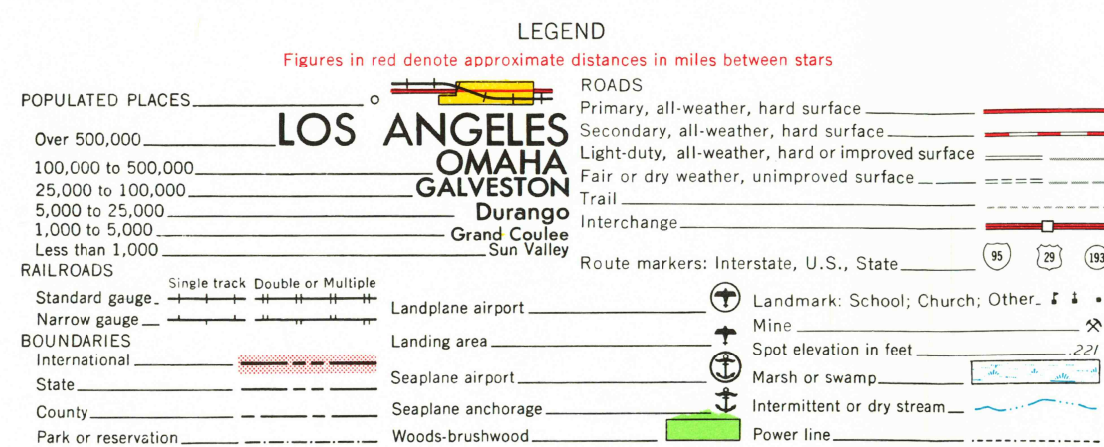 LEGEND
Figures in red denote approximate distances in miles between stars
POPULATED PLACES
Over 500,000 LOS ANGELES
100,000 to 500,000 OMAHA
25,000 to 100,000 GALVESTON
5,000 to 25,000 Durango
1,000 to 5,000 Grand Coulee
Less than 1,000 Sun Valley
RAILROADS
Single track Double or Multiple
Standard gauge
Narrow gauge
BOUNDARIES
International
State
County
Park or reservation
Landplane airport
Landing area
Seaplane airport
Seaplane anchorage
Woods-brushwood
ROADS
Primary, all-weather, hard surface
Secondary, all-weather, hard surface
Light-duty, all-weather, hard or improved surface
Fair or dry weather, unimproved surface
Trail
Interchange
Route markers: Interstate, U.S., State 95 29 193
Landmark: School; Church; Other
Mine
Spot elevation in feet .221
Marsh or swamp
Intermittent or dry stream
Power line